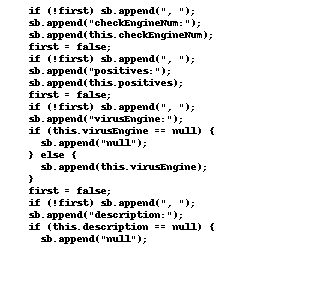 if (!first) sb.append(", ");
sb.append("checkEngineNum:");
sb.append(this.checkEngineNum);
first = false;
if (!first) sb.append(", ");
sb.append("positives:");
sb.append(this.positives);
first = false;
if (!first) sb.append(", ");
sb.append("virusEngine:");
if (this.virusEngine == null) {
  sb.append("null");
} else {
  sb.append(this.virusEngine);
}
first = false;
if (!first) sb.append(", ");
sb.append("description:");
if (this.description == null) {
  sb.append("null");